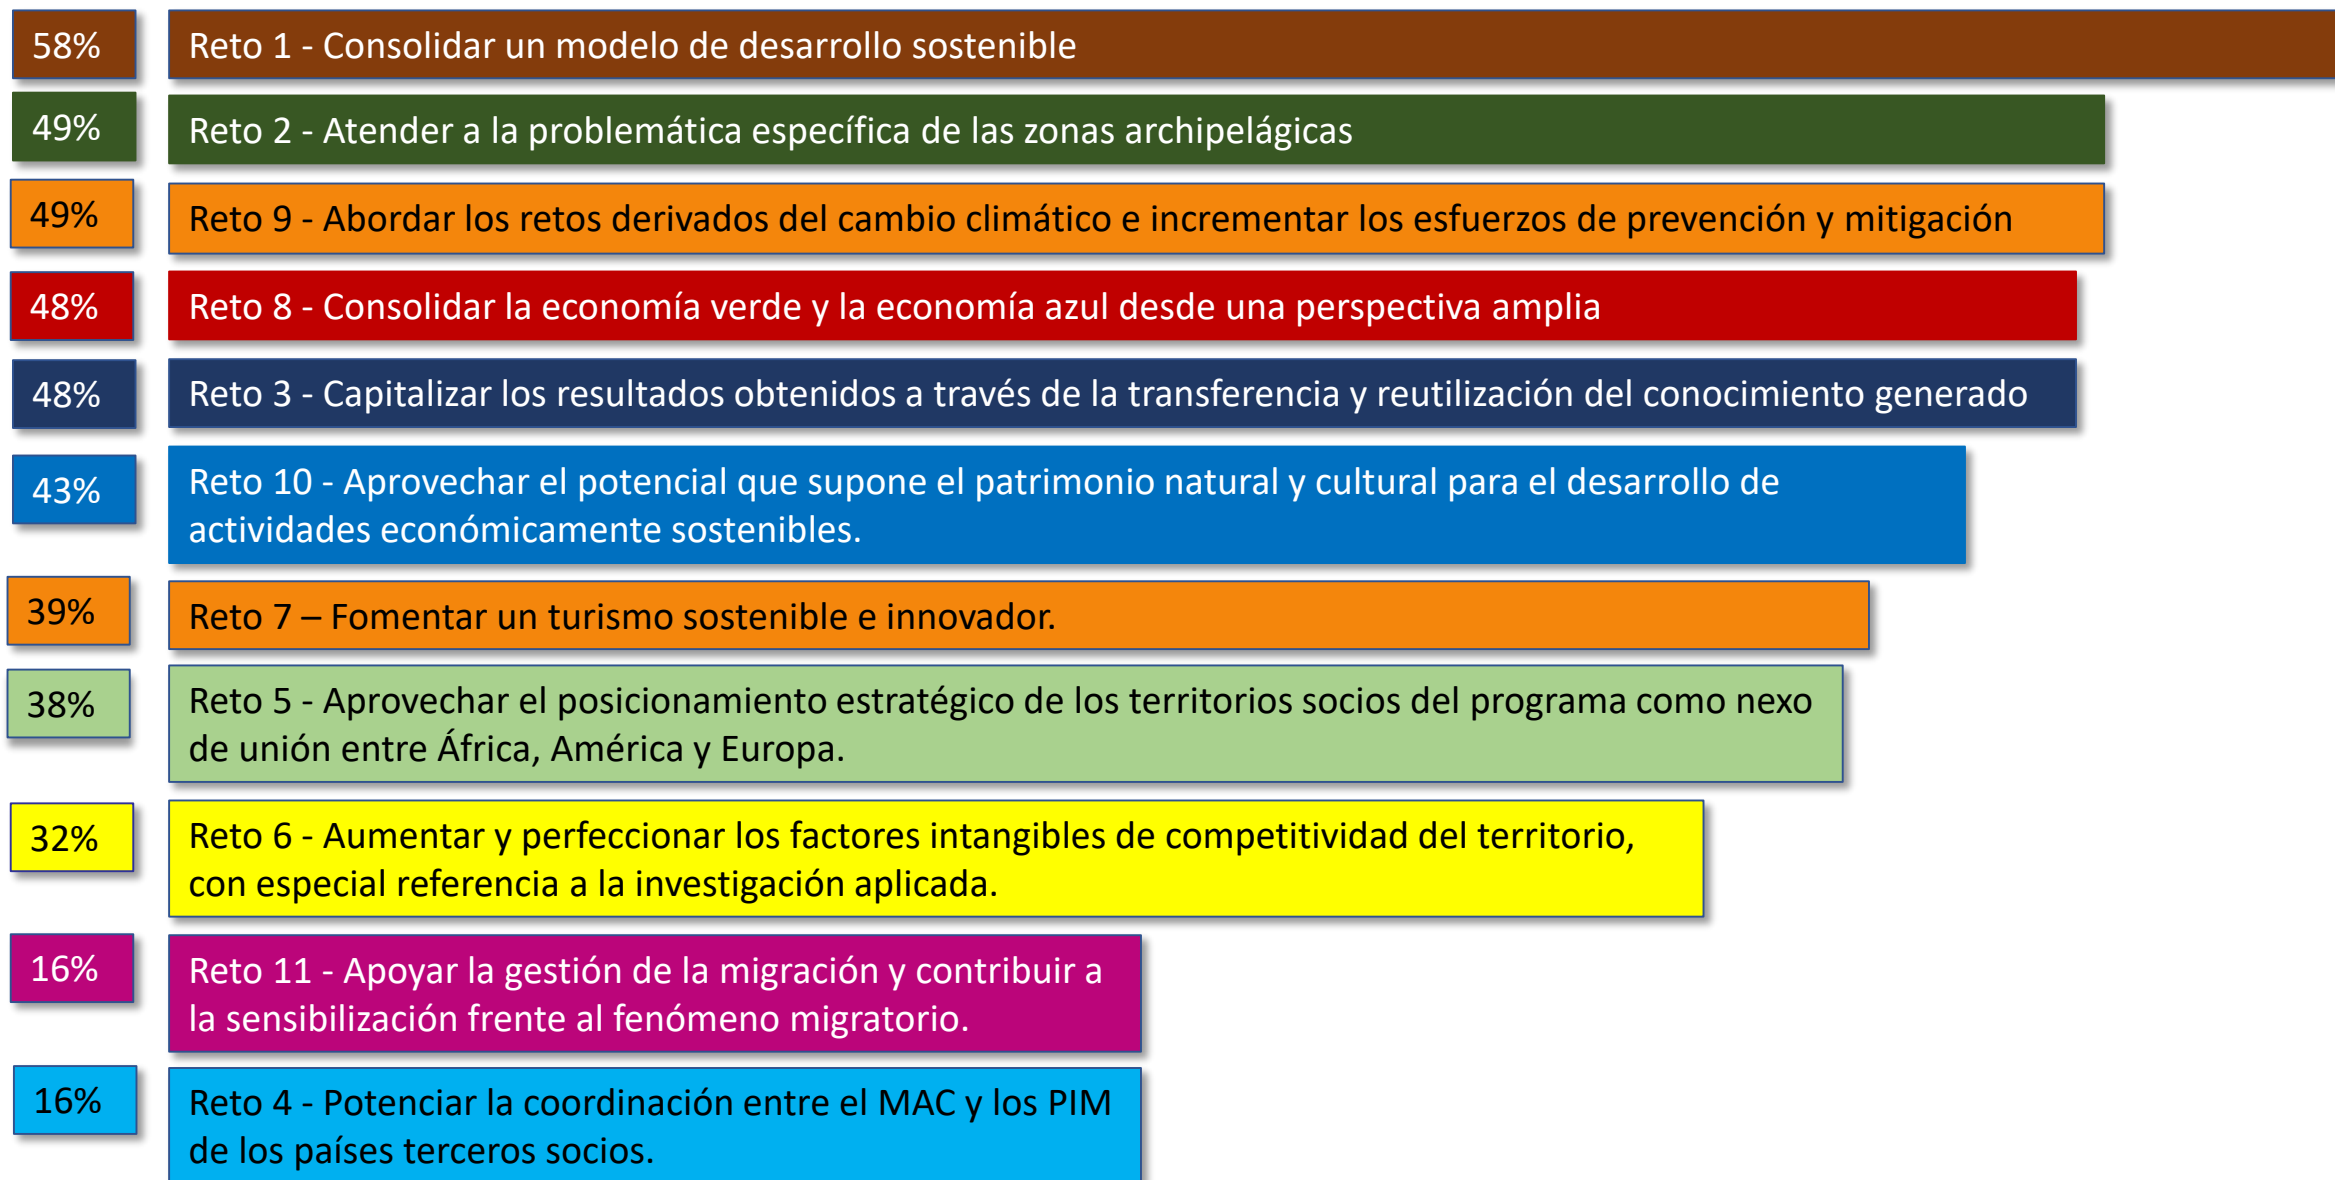 58%
Reto 1 - Consolidar un modelo de desarrollo sostenible
49%
Reto 2 - Atender a la problemática específica de las zonas archipelágicas
49%
Reto 9 - Abordar los retos derivados del cambio climático e incrementar los esfuerzos de prevención y mitigación
48%
Reto 8 - Consolidar la economía verde y la economía azul desde una perspectiva amplia
48%
Reto 3 - Capitalizar los resultados obtenidos a través de la transferencia y reutilización del conocimiento generado
43%
Reto 10 - Aprovechar el potencial que supone el patrimonio natural y cultural para el desarrollo de
actividades económicamente sostenibles.
39%
Reto 7 – Fomentar un turismo sostenible e innovador.
38%
Reto 5 - Aprovechar el posicionamiento estratégico de los territorios socios del programa como nexo
de unión entre África, América y Europa.
32%
Reto 6 - Aumentar y perfeccionar los factores intangibles de competitividad del territorio,
con especial referencia a la investigación aplicada.
16%
Reto 11 - Apoyar la gestión de la migración y contribuir a
la sensibilización frente al fenómeno migratorio.
16%
Reto 4 - Potenciar la coordinación entre el MAC y los PIM
de los países terceros socios.